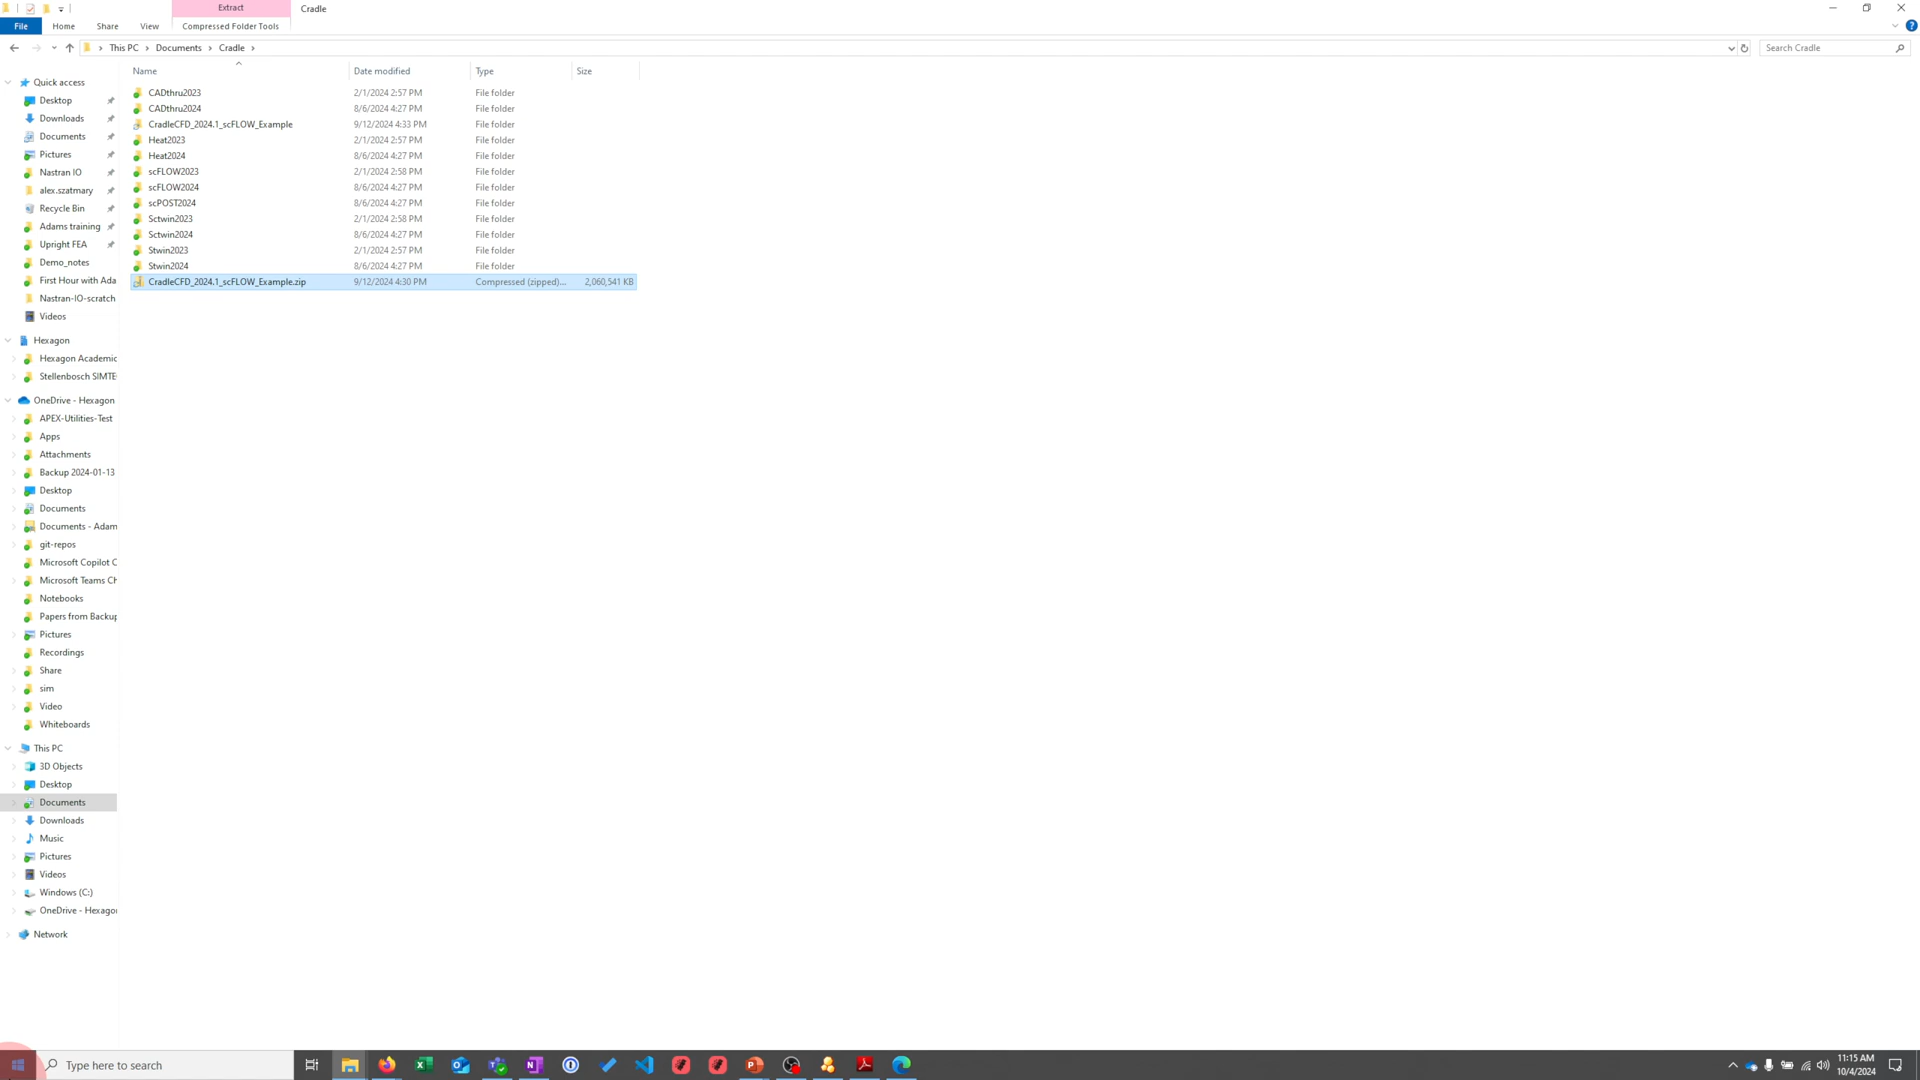 Extract Cradle
File Home Share View Compressed Folder Tools
This PC Documents Cradle Search Cradle
Name Date modified Type Size
CADthru2023 2/1/2024 2:57 PM File folder
CADthru2024 8/6/2024 4:27 PM File folder
CradleCFD_2024.1_scFLOW_Example 9/12/2024 4:33 PM File folder
Heat2023 2/1/2024 2:57 PM File folder
Heat2024 8/6/2024 4:27 PM File folder
scFLOW2023 2/1/2024 2:58 PM File folder
scFLOW2024 8/6/2024 4:27 PM File folder
scPOST2024 8/6/2024 4:27 PM File folder
Sctwin2023 2/1/2024 2:58 PM File folder
Sctwin2024 8/6/2024 4:27 PM File folder
Stwin2023 2/1/2024 2:57 PM File folder
Stwin2024 8/6/2024 4:27 PM File folder
CradleCFD_2024.1_scFLOW_Example.zip 9/12/2024 4:30 PM Compressed (zipped)... 2,060,541 KB
Quick access
Desktop
Downloads
Documents
Pictures
Nastran IO
alex.szatmary
Recycle Bin
Adams training
Upright FEA
Demo_notes
First Hour with Ada
Nastran-IO-scratch
Videos
Hexagon
Hexagon Academic
Stellenbosch SIMTE
OneDrive - Hexagon
APEX-Utilities-Test
Apps
Attachments
Backup 2024-01-13
Desktop
Documents
Documents - Adam
git-repos
Microsoft Copilot C
Microsoft Teams Ch
Notebooks
Papers from Backup
Pictures
Recordings
Share
sim
Video
Whiteboards
This PC
3D Objects
Desktop
Documents
Downloads
Music
Pictures
Videos
Windows (C:)
OneDrive - Hexagon
Network
Type here to search
11:15 AM
10/4/2024